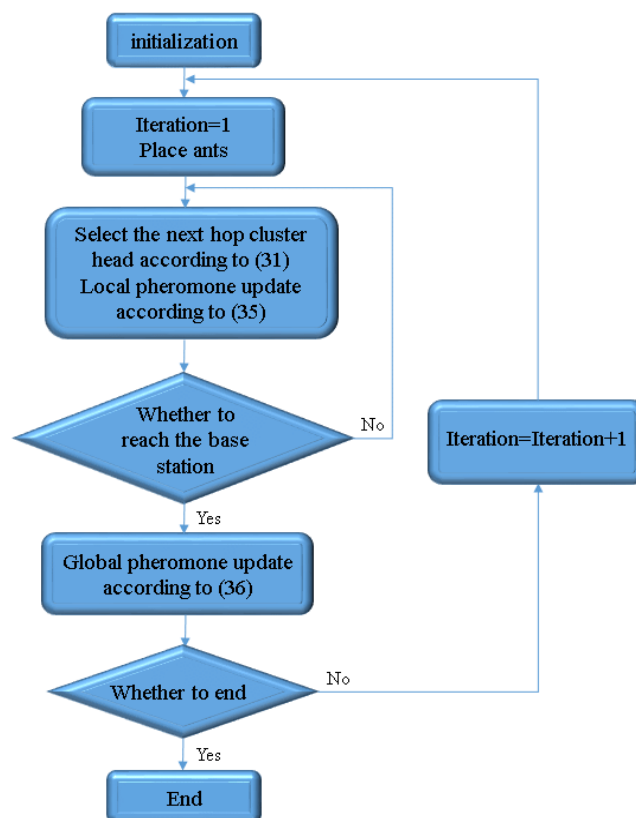 initialization
Iteration=1
Place ants
Select the next hop cluster
head according to (31)
Local pheromone update
according to (35)
Whether to
reach the base
station
No
Iteration=Iteration+1
Yes
Global pheromone update
according to (36)
Whether to end
No
Yes
End